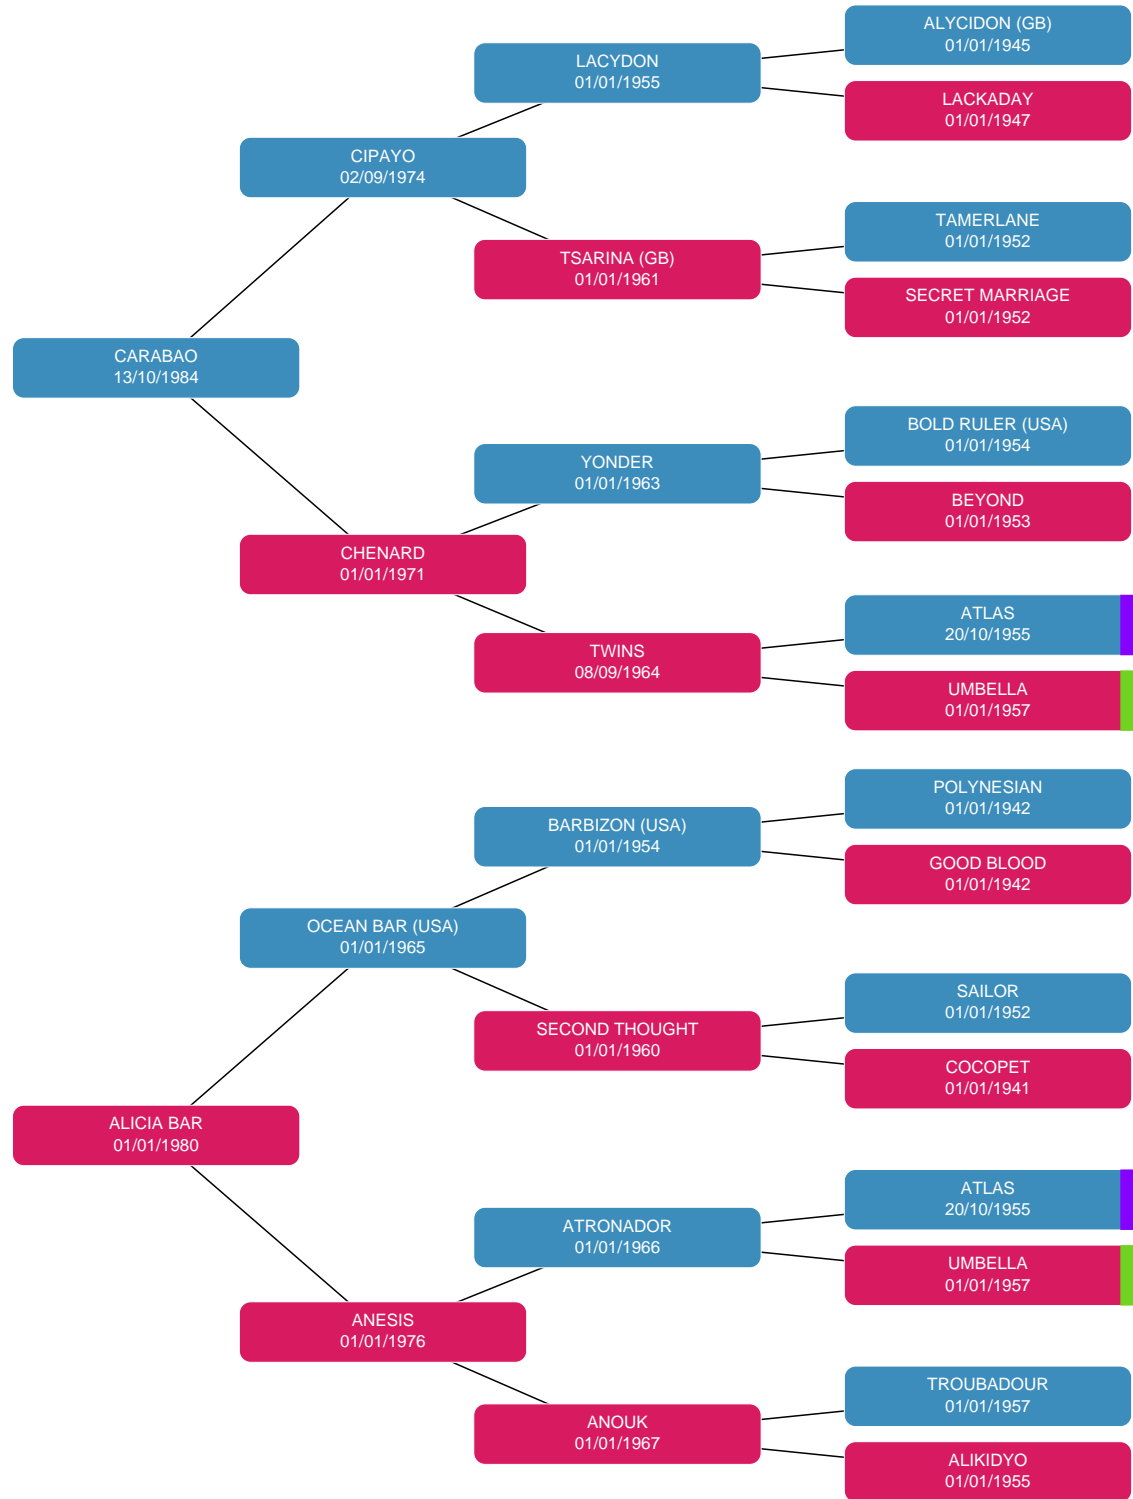 ALYCIDON (GB)
01/01/1945
LACYDON
01/01/1955
LACKADAY
01/01/1947
CIPAYO
02/09/1974
TAMERLANE
01/01/1952
TSARINA (GB)
01/01/1961
SECRET MARRIAGE
01/01/1952
CARABAO
13/10/1984
BOLD RULER (USA)
01/01/1954
YONDER
01/01/1963
BEYOND
01/01/1953
CHENARD
01/01/1971
ATLAS
20/10/1955
TWINS
08/09/1964
UMBELLA
01/01/1957
POLYNESIAN
01/01/1942
BARBIZON (USA)
01/01/1954
GOOD BLOOD
01/01/1942
OCEAN BAR (USA)
01/01/1965
SAILOR
01/01/1952
SECOND THOUGHT
01/01/1960
COCOPET
01/01/1941
ALICIA BAR
01/01/1980
ATLAS
20/10/1955
ATRONADOR
01/01/1966
UMBELLA
01/01/1957
ANESIS
01/01/1976
TROUBADOUR
01/01/1957
ANOUK
01/01/1967
ALIKIDYO
01/01/1955